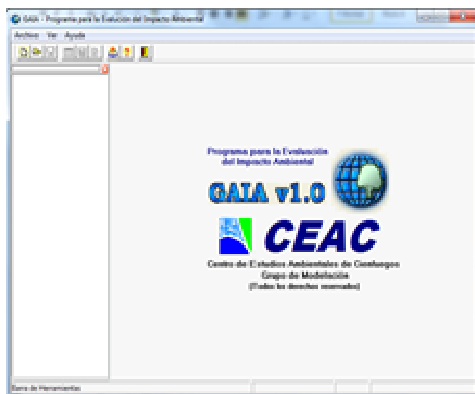 GAIA - Programa para la Evalucion del Impacto Ambiental
Archivo Ver Ayuda
Programa para la Evaluación
del Impacto Ambiental
GAIA v1.0
CEAC
Centro de Estudios Ambientales de Cienfuegos
Grupo de Modelación
(Todos los derechos reservados)
Barra de Herramientas